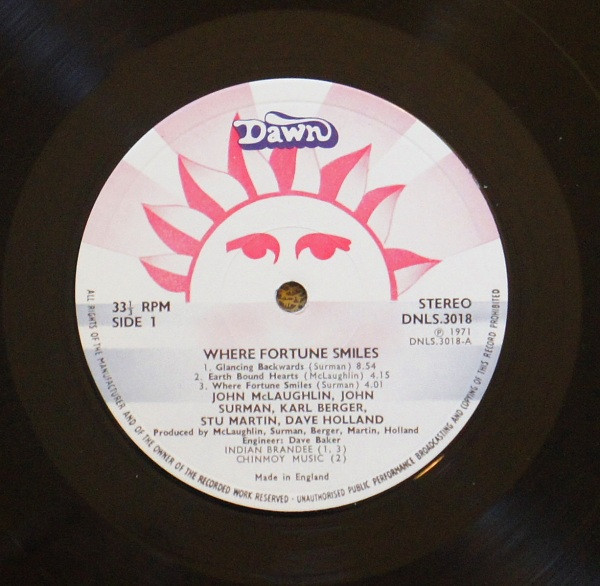 Dawn
33⅓ RPM
SIDE 1
STEREO
DNLS.3018
℗ 1971
DNLS.3018-A
WHERE FORTUNE SMILES
1. Glancing Backwards (Surman) 8.54
2. Earth Bound Hearts (McLaughlin) 4.15
3. Where Fortune Smiles (Surman) 4.01
JOHN McLAUGHLIN, JOHN
SURMAN, KARL BERGER,
STU MARTIN, DAVE HOLLAND
Produced by McLaughlin, Surman, Berger, Martin, Holland
Engineer: Dave Baker
INDIAN BRANDEE (1, 3)
CHINMOY MUSIC (2)
Made in England
ALL RIGHTS OF THE MANUFACTURER AND OF THE OWNER OF THE RECORDED WORK RESERVED - UNAUTHORISED PUBLIC PERFORMANCE BROADCASTING AND COPYING OF THIS RECORD PROHIBITED